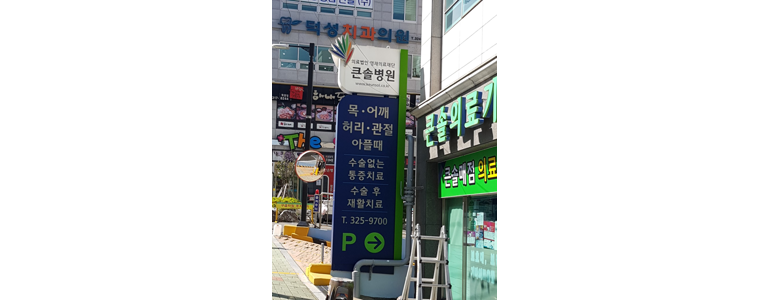 덕성치과의원
의료법인 영재의료재단
큰솔병원
목·어깨
허리·관절
아플때
수술없는
통증치료
수술 후
재활치료
T. 325-9700
P
The
큰솔의료기
큰솔매점 의료